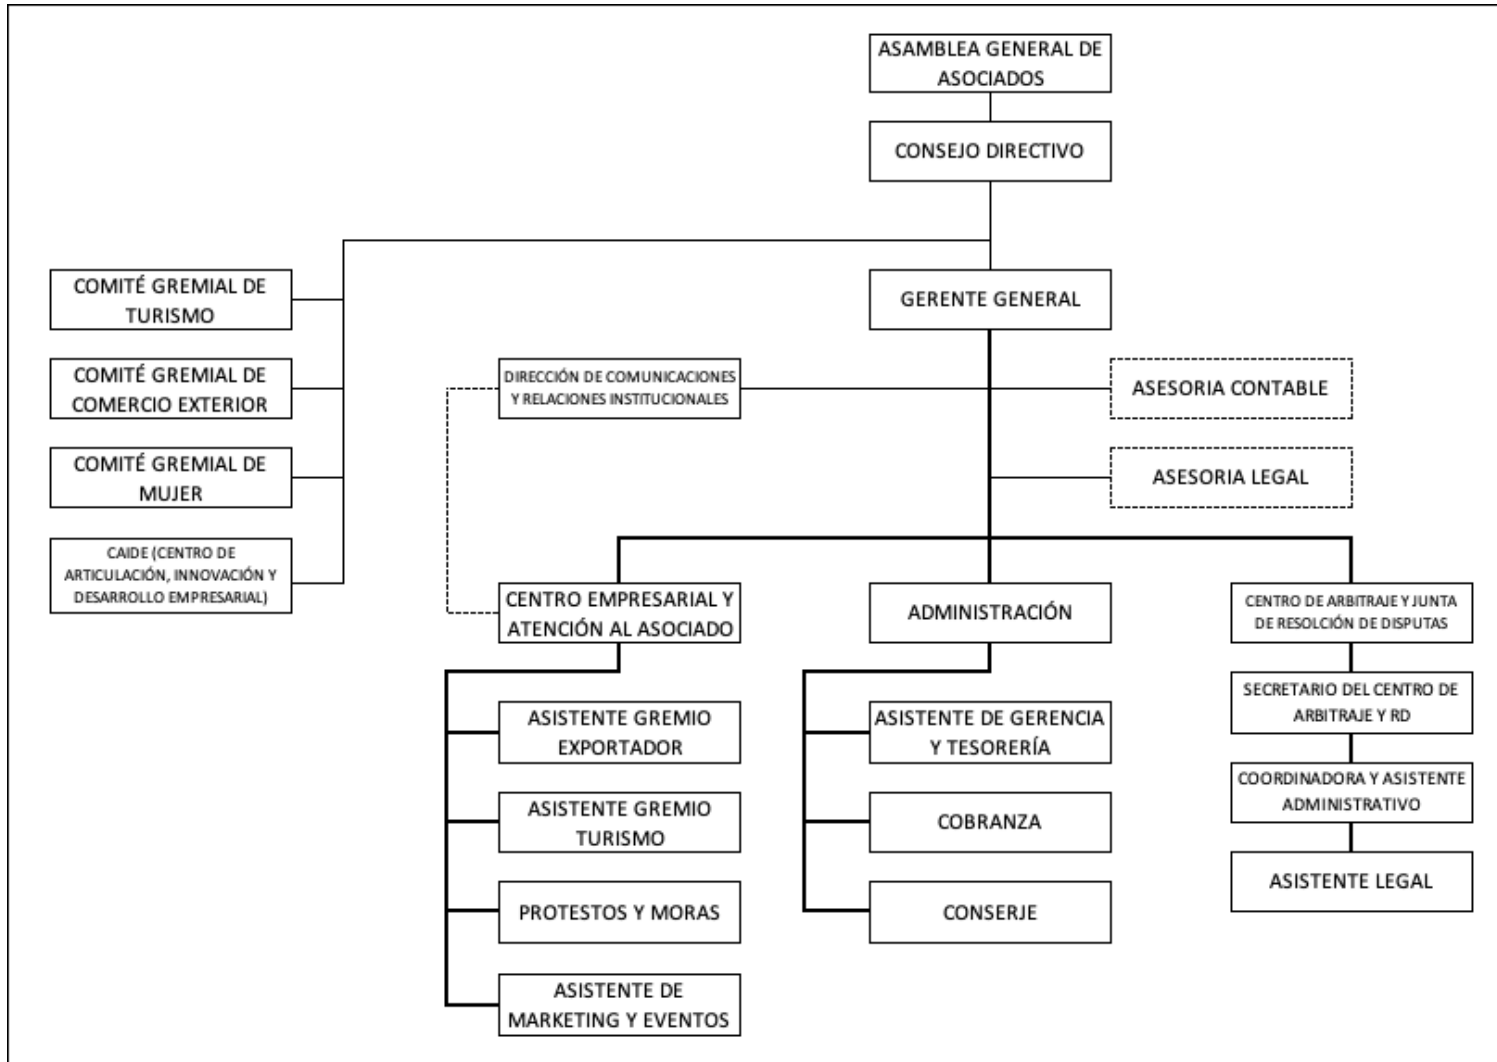 ASAMBLEA GENERAL DE
ASOCIADOS
CONSEJO DIRECTIVO
GERENTE GENERAL
COMITÉ GREMIAL DE
TURISMO
COMITÉ GREMIAL DE
COMERCIO EXTERIOR
COMITÉ GREMIAL DE
MUJER
CAIDE (CENTRO DE
ARTICULACIÓN, INNOVACIÓN Y
DESARROLLO EMPRESARIAL)
DIRECCIÓN DE COMUNICACIONES
Y RELACIONES INSTITUCIONALES
ASESORIA CONTABLE
ASESORIA LEGAL
CENTRO EMPRESARIAL Y
ATENCIÓN AL ASOCIADO
ASISTENTE GREMIO
EXPORTADOR
ASISTENTE GREMIO
TURISMO
PROTESTOS Y MORAS
ASISTENTE DE
MARKETING Y EVENTOS
ADMINISTRACIÓN
ASISTENTE DE GERENCIA
Y TESORERÍA
COBRANZA
CONSERJE
CENTRO DE ARBITRAJE Y JUNTA
DE RESOLCIÓN DE DISPUTAS
SECRETARIO DEL CENTRO DE
ARBITRAJE Y RD
COORDINADORA Y ASISTENTE
ADMINISTRATIVO
ASISTENTE LEGAL